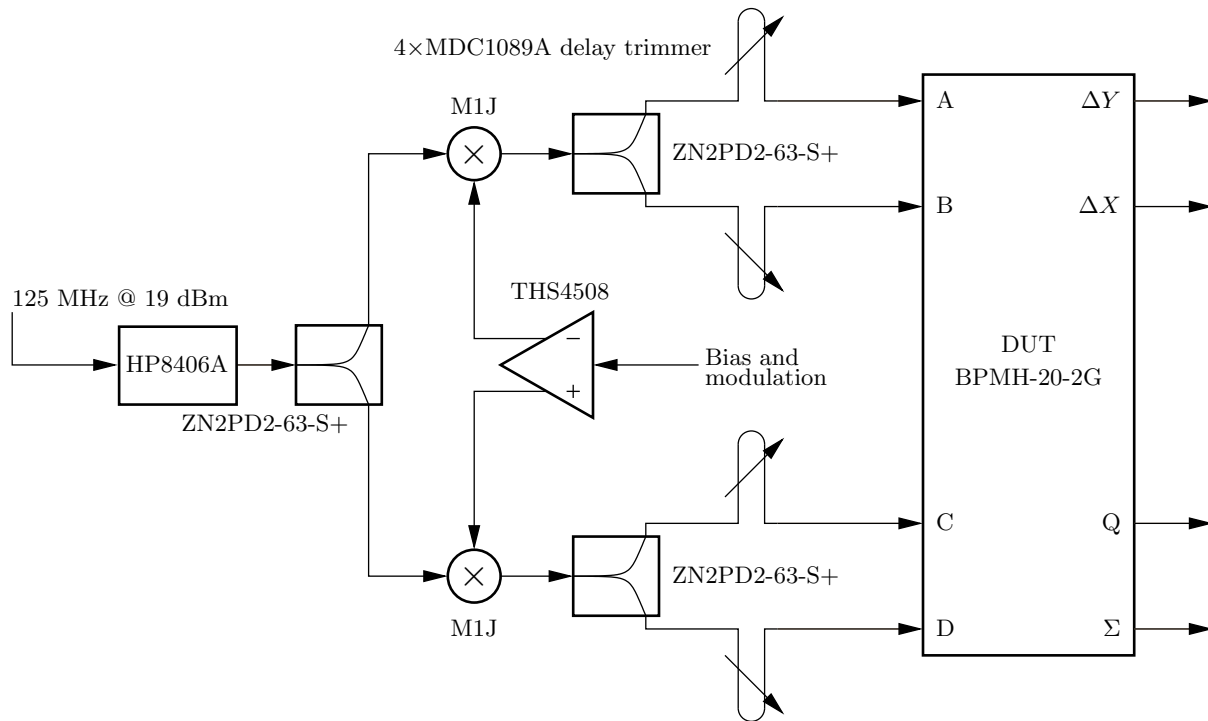 4×MDC1089A delay trimmer
M1J
ZN2PD2-63-S+
A
ΔY
B
ΔX
125 MHz @ 19 dBm
THS4508
HP8406A
−
+
Bias and
modulation
DUT
BPMH-20-2G
ZN2PD2-63-S+
C
Q
ZN2PD2-63-S+
M1J
D
Σ